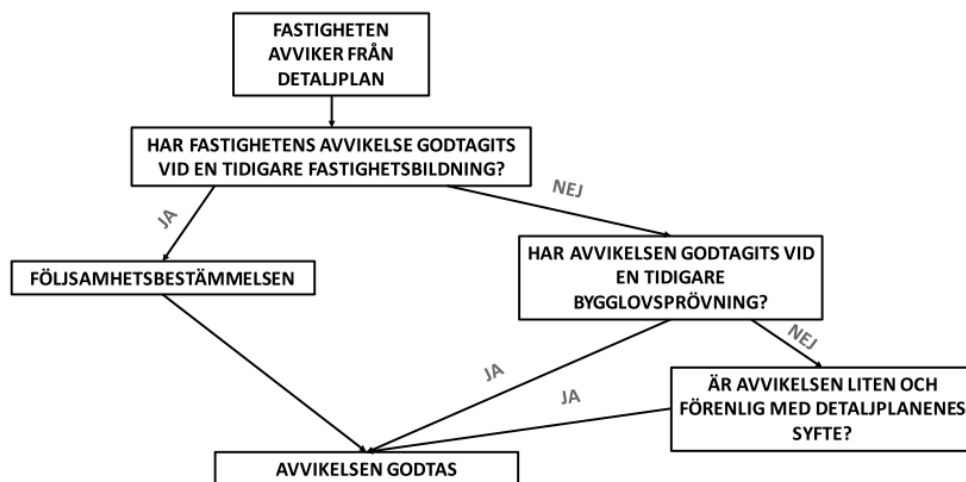 FASTIGHETEN
AVVIKER FRÅN
DETALJPLAN
HAR FASTIGHETENS AVVIKELSE GODTAGITS
VID EN TIDIGARE FASTIGHETSBILDNING?
JA
NEJ
FÖLJSAMHETSBESTÄMMELSEN
HAR AVVIKELSEN GODTAGITS VID
EN TIDIGARE
BYGGLOVSPRÖVNING?
JA
NEJ
JA
ÄR AVVIKELSEN LITEN OCH
FÖRENLIG MED DETALJPLANENES
SYFTE?
AVVIKELSEN GODTAS